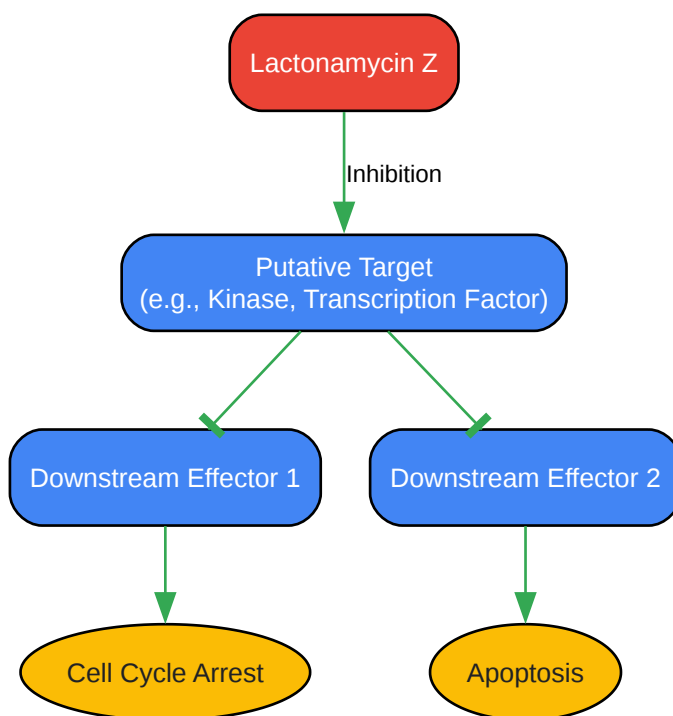 Lactonamycin Z
Inhibition
Putative Target
(e.g., Kinase, Transcription Factor)
Downstream Effector 1
Downstream Effector 2
Cell Cycle Arrest
Apoptosis